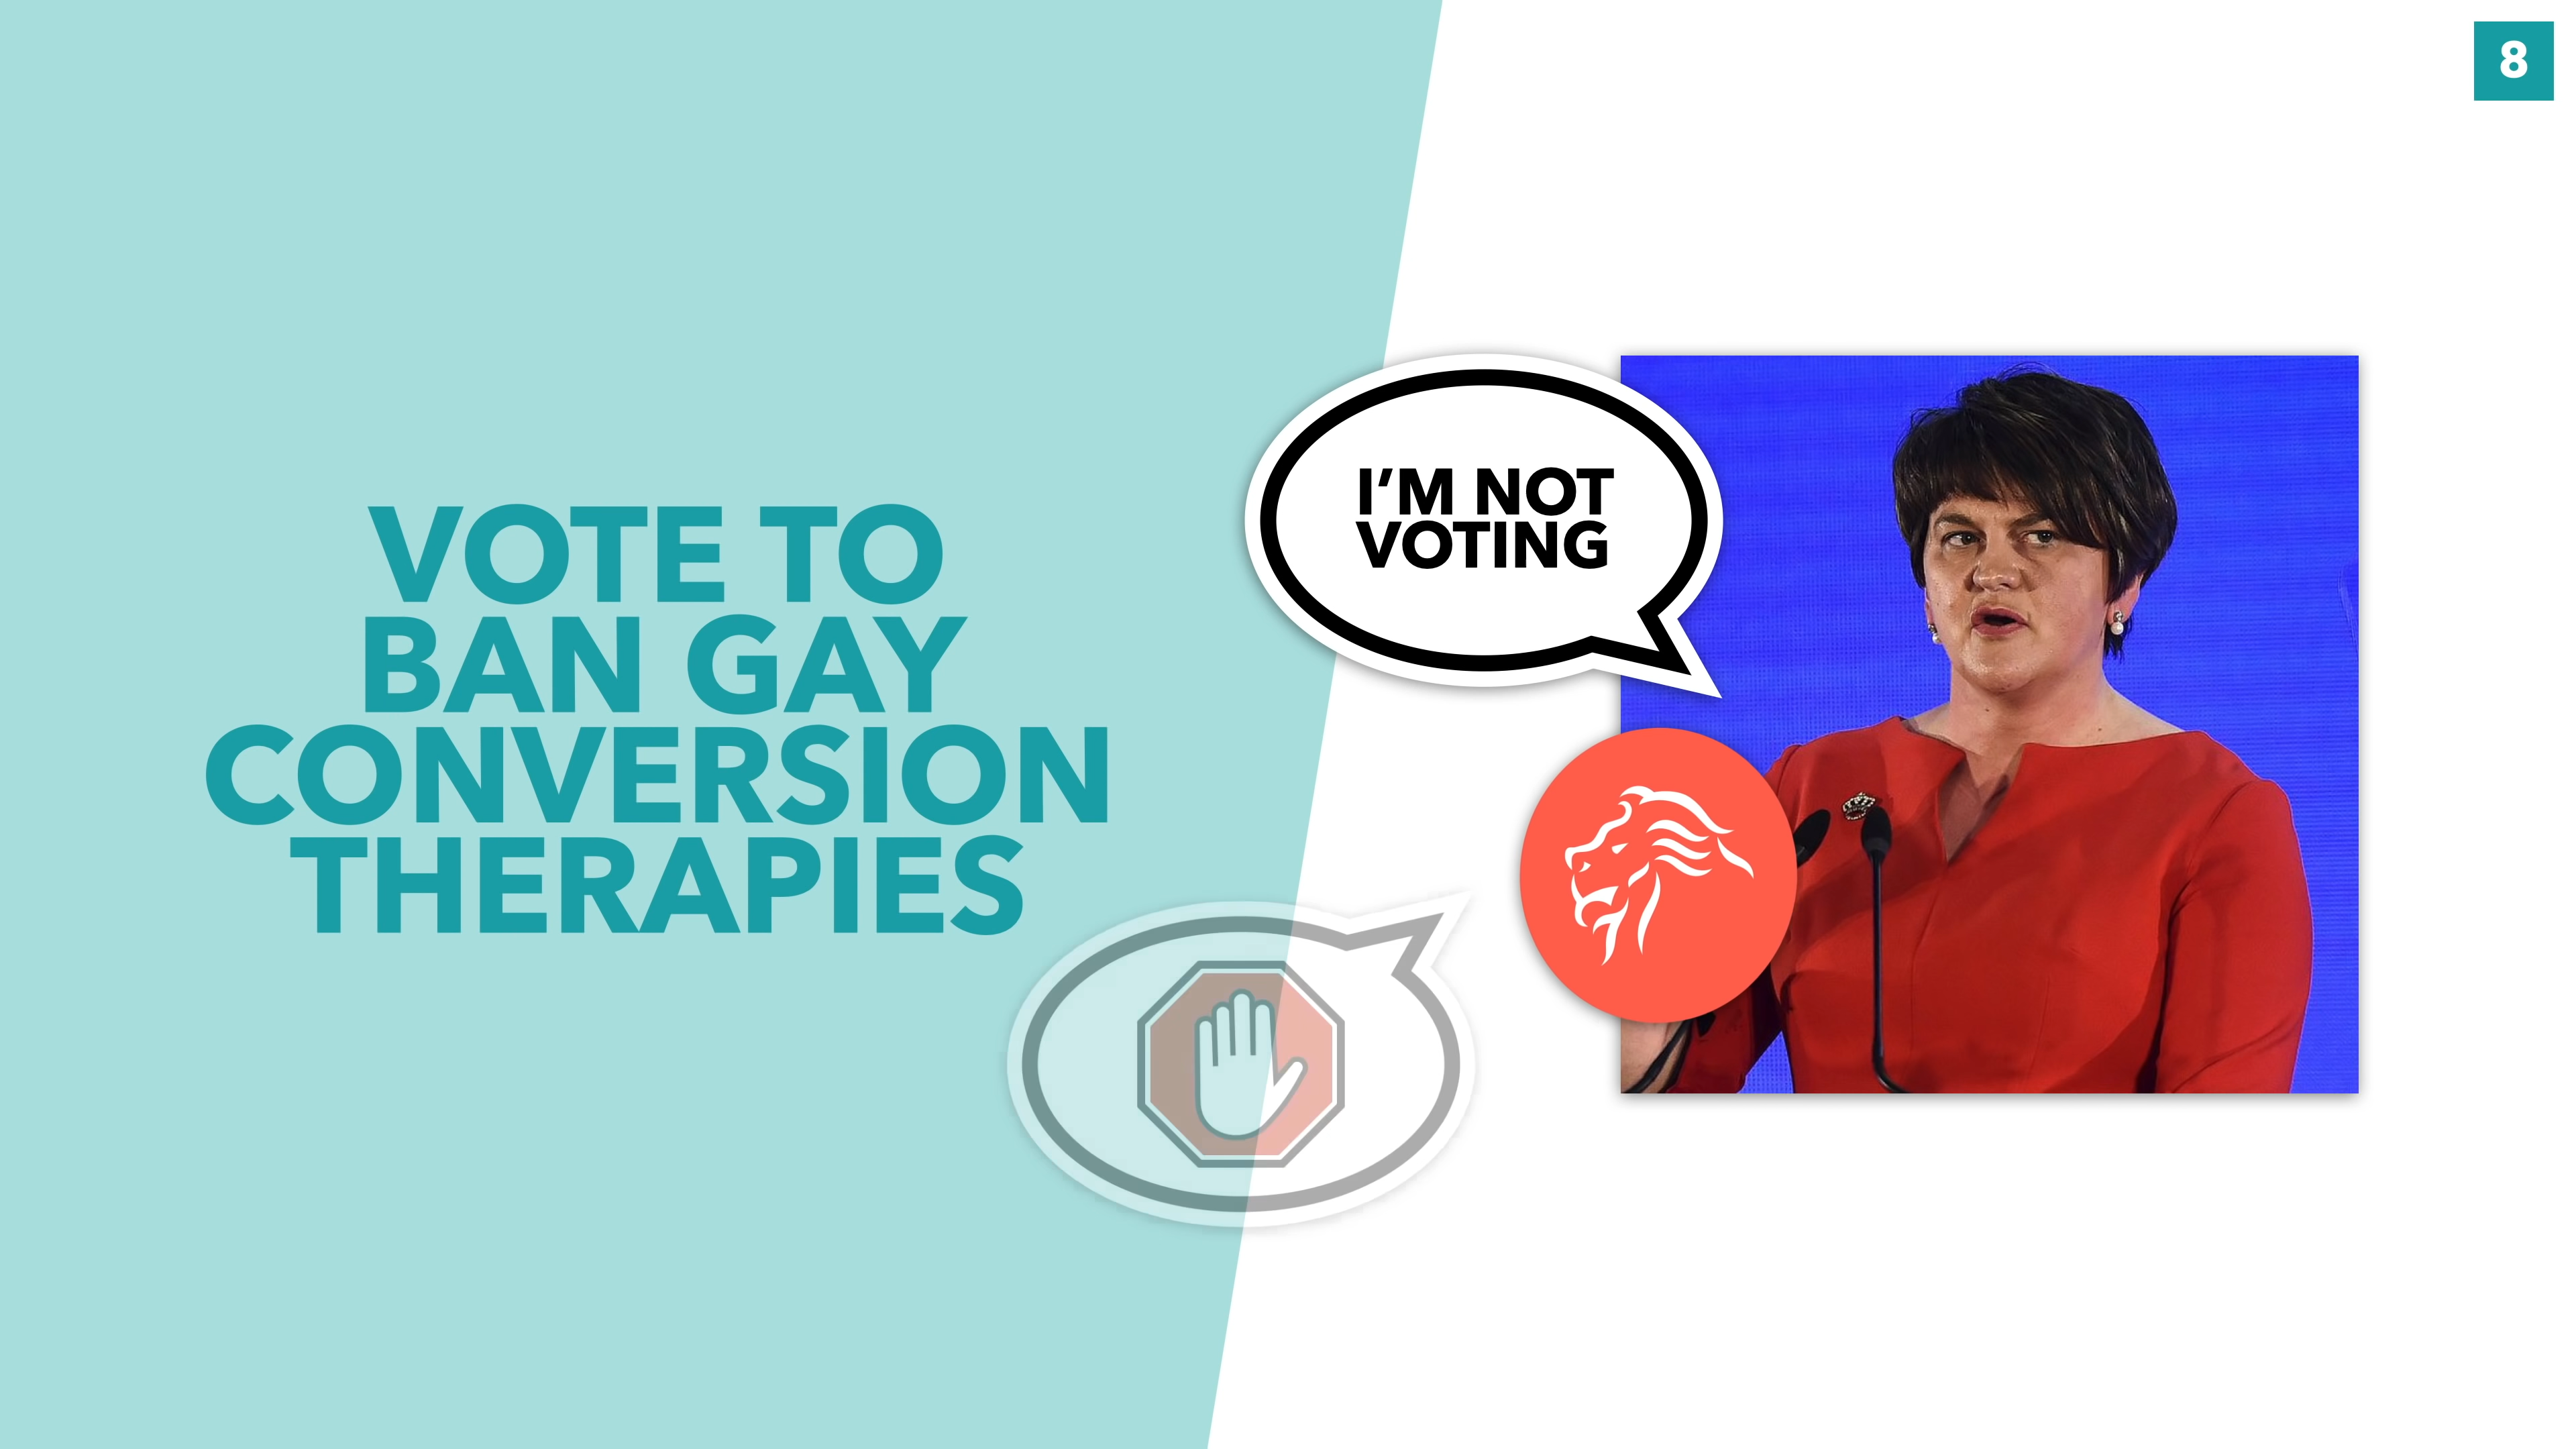 8
VOTE TO
BAN GAY
CONVERSION
THERAPIES
I'M NOT
VOTING